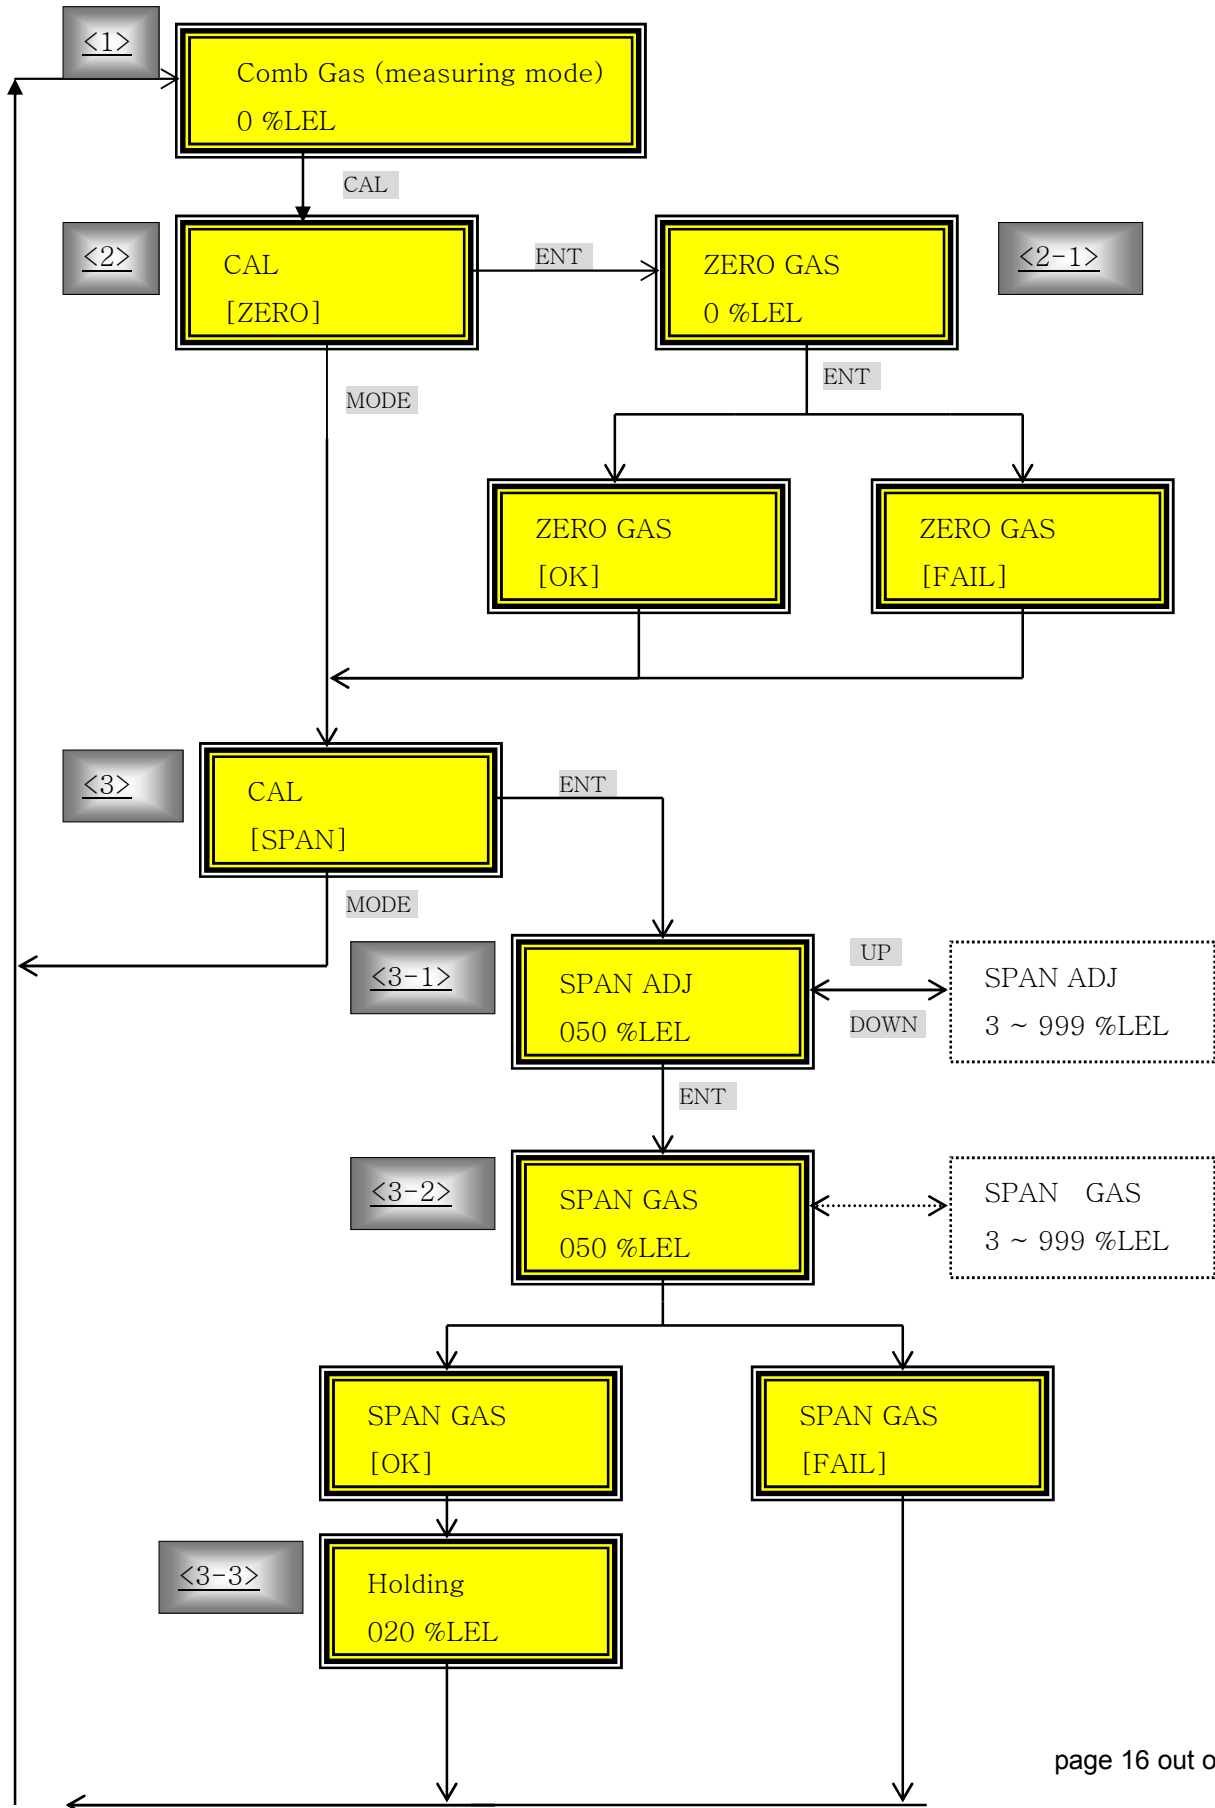 <1>
Comb Gas (measuring mode)
0 %LEL
CAL
<2>
CAL
[ZERO]
ENT
ZERO GAS
0 %LEL
<2-1>
MODE
ENT
ZERO GAS
[OK]
ZERO GAS
[FAIL]
<3>
CAL
[SPAN]
ENT
MODE
<3-1>
SPAN ADJ
050 %LEL
UP
DOWN
SPAN ADJ
3 ~ 999 %LEL
ENT
<3-2>
SPAN GAS
050 %LEL
SPAN GAS
3 ~ 999 %LEL
SPAN GAS
[OK]
SPAN GAS
[FAIL]
<3-3>
Holding
020 %LEL
page 16 out o